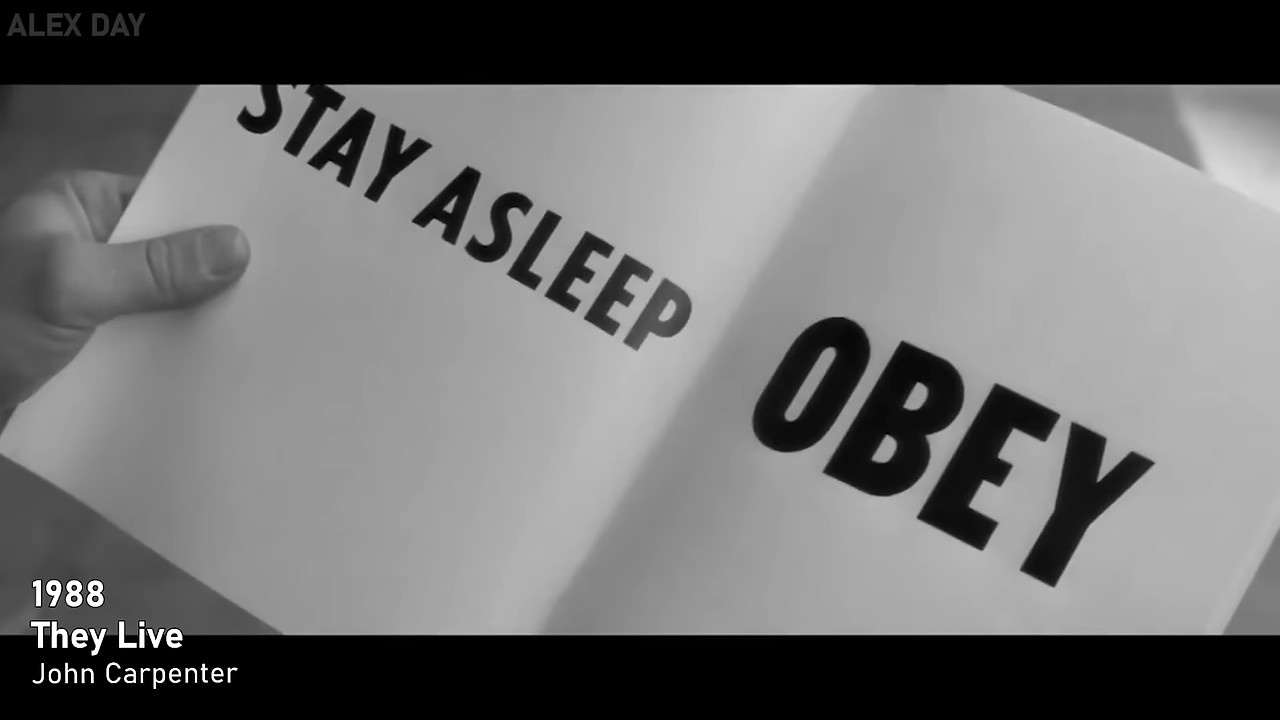 ALEX DAY
STAY ASLEEP
OBEY
1988
They Live
John Carpenter